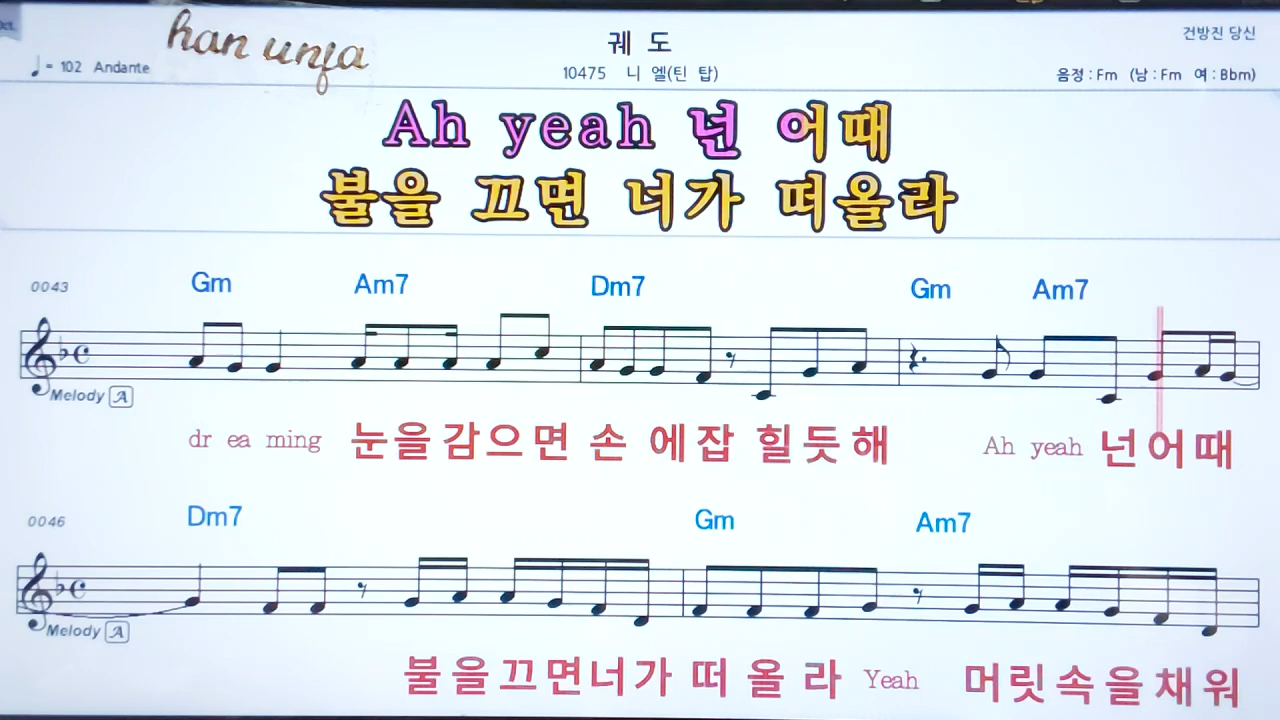 han unja
궤 도
건방진 당신
♩= 102 Andante
10475 니 엘(틴 탑)
음정 : Fm (남 : Fm 여 : Bbm)
Ah yeah 넌 어때
불을 끄면 너가 떠올라
0043 Gm Am7 Dm7 Gm Am7
Melody A
dr ea ming 눈을감으면 손 에잡 힐듯해 Ah yeah 넌어때
0046 Dm7 Gm Am7
Melody A
불을끄면너가 떠 올 라 Yeah 머릿속을채워